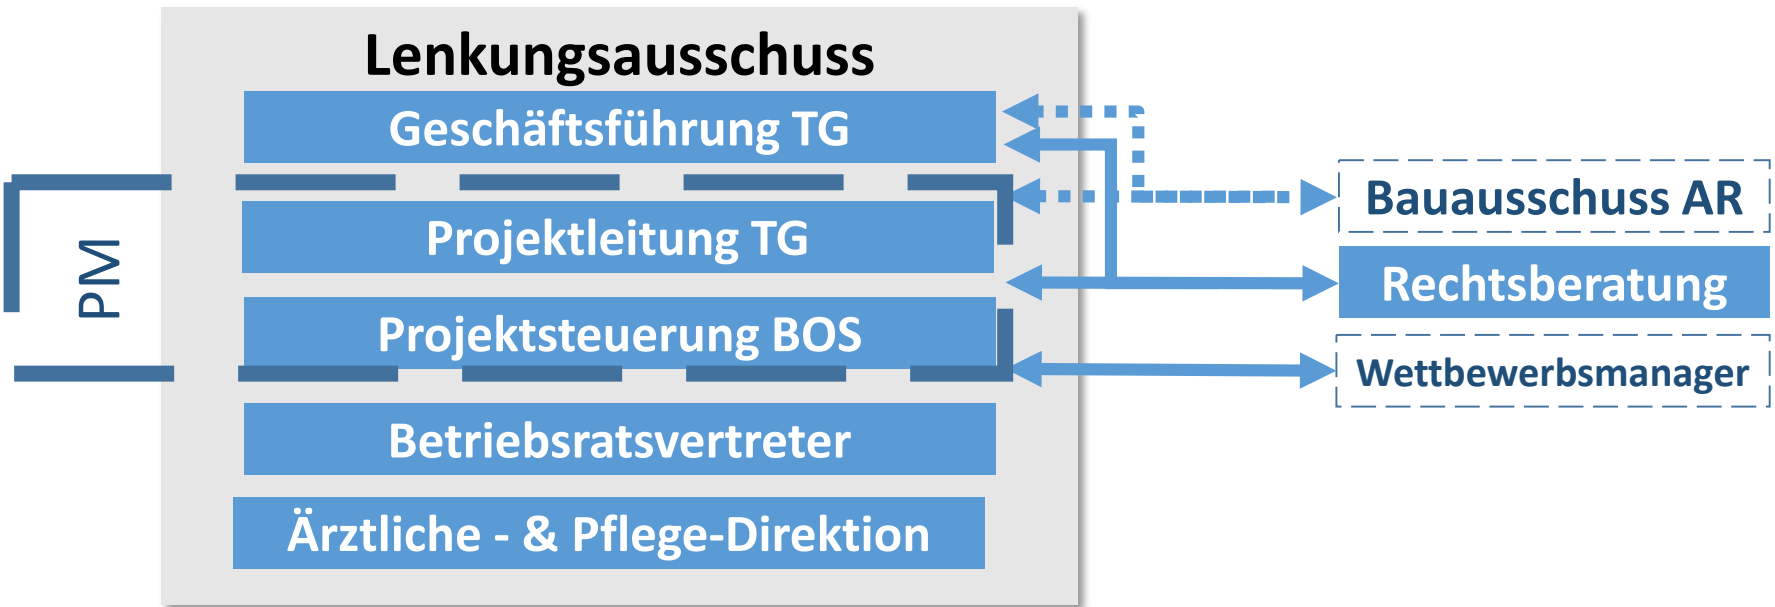 Lenkungsausschuss
Geschäftsführung TG
PM
Projektleitung TG
Projektsteuerung BOS
Betriebsratsvertreter
Ärztliche - & Pflege-Direktion
Bauausschuss AR
Rechtsberatung
Wettbewerbsmanager